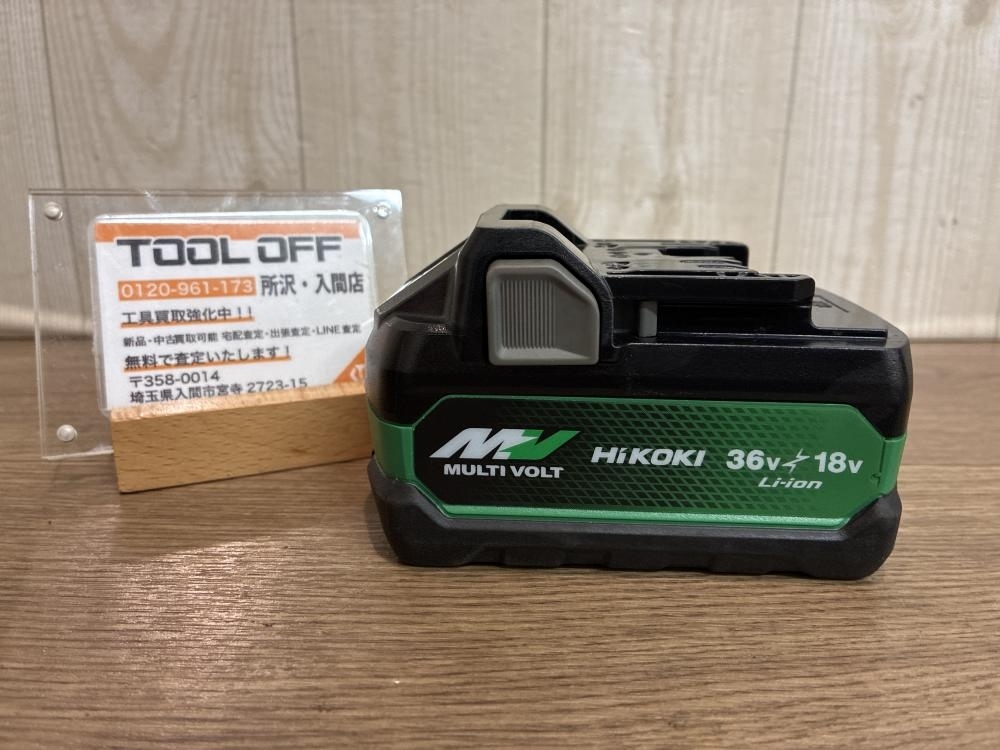 TOOL OFF
0120-961-173 所沢・入間店
工具買取強化中!!
新品・中古買取可能 宅配査定・出張査定・LINE査定
無料で査定いたします!
〒358-0014
埼玉県入間市宮寺 2723-15
MV
MULTI VOLT
HiKOKI
36V 18V
Li-ion